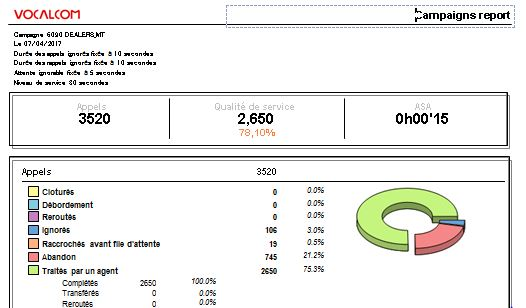 VOCALCOM
Campaigns report
Campagne 6090 DEALERS,MT
Le 07/04/2017
Durée des appels ignorés fixée à 10 secondes
Durée des appels ignorés fixée à 10 secondes
Attente ignorable fixée à 5 secondes
Niveau de service 80 secondes
Appels Qualité de service ASA
3520 2,650 0h00'15
78,10%
Appels 3520
Cloturés 0 0.0%
Débordement 0 0.0%
Reroutés 0 0.0%
Ignorés 106 3.0%
Raccrochés avant file d'attente 19 0.5%
Abandon 745 21.2%
Traités par un agent 2650 75.3%
Complétés 2650 100.0%
Transférés 0 0.0%
Reroutés 0 0.0%